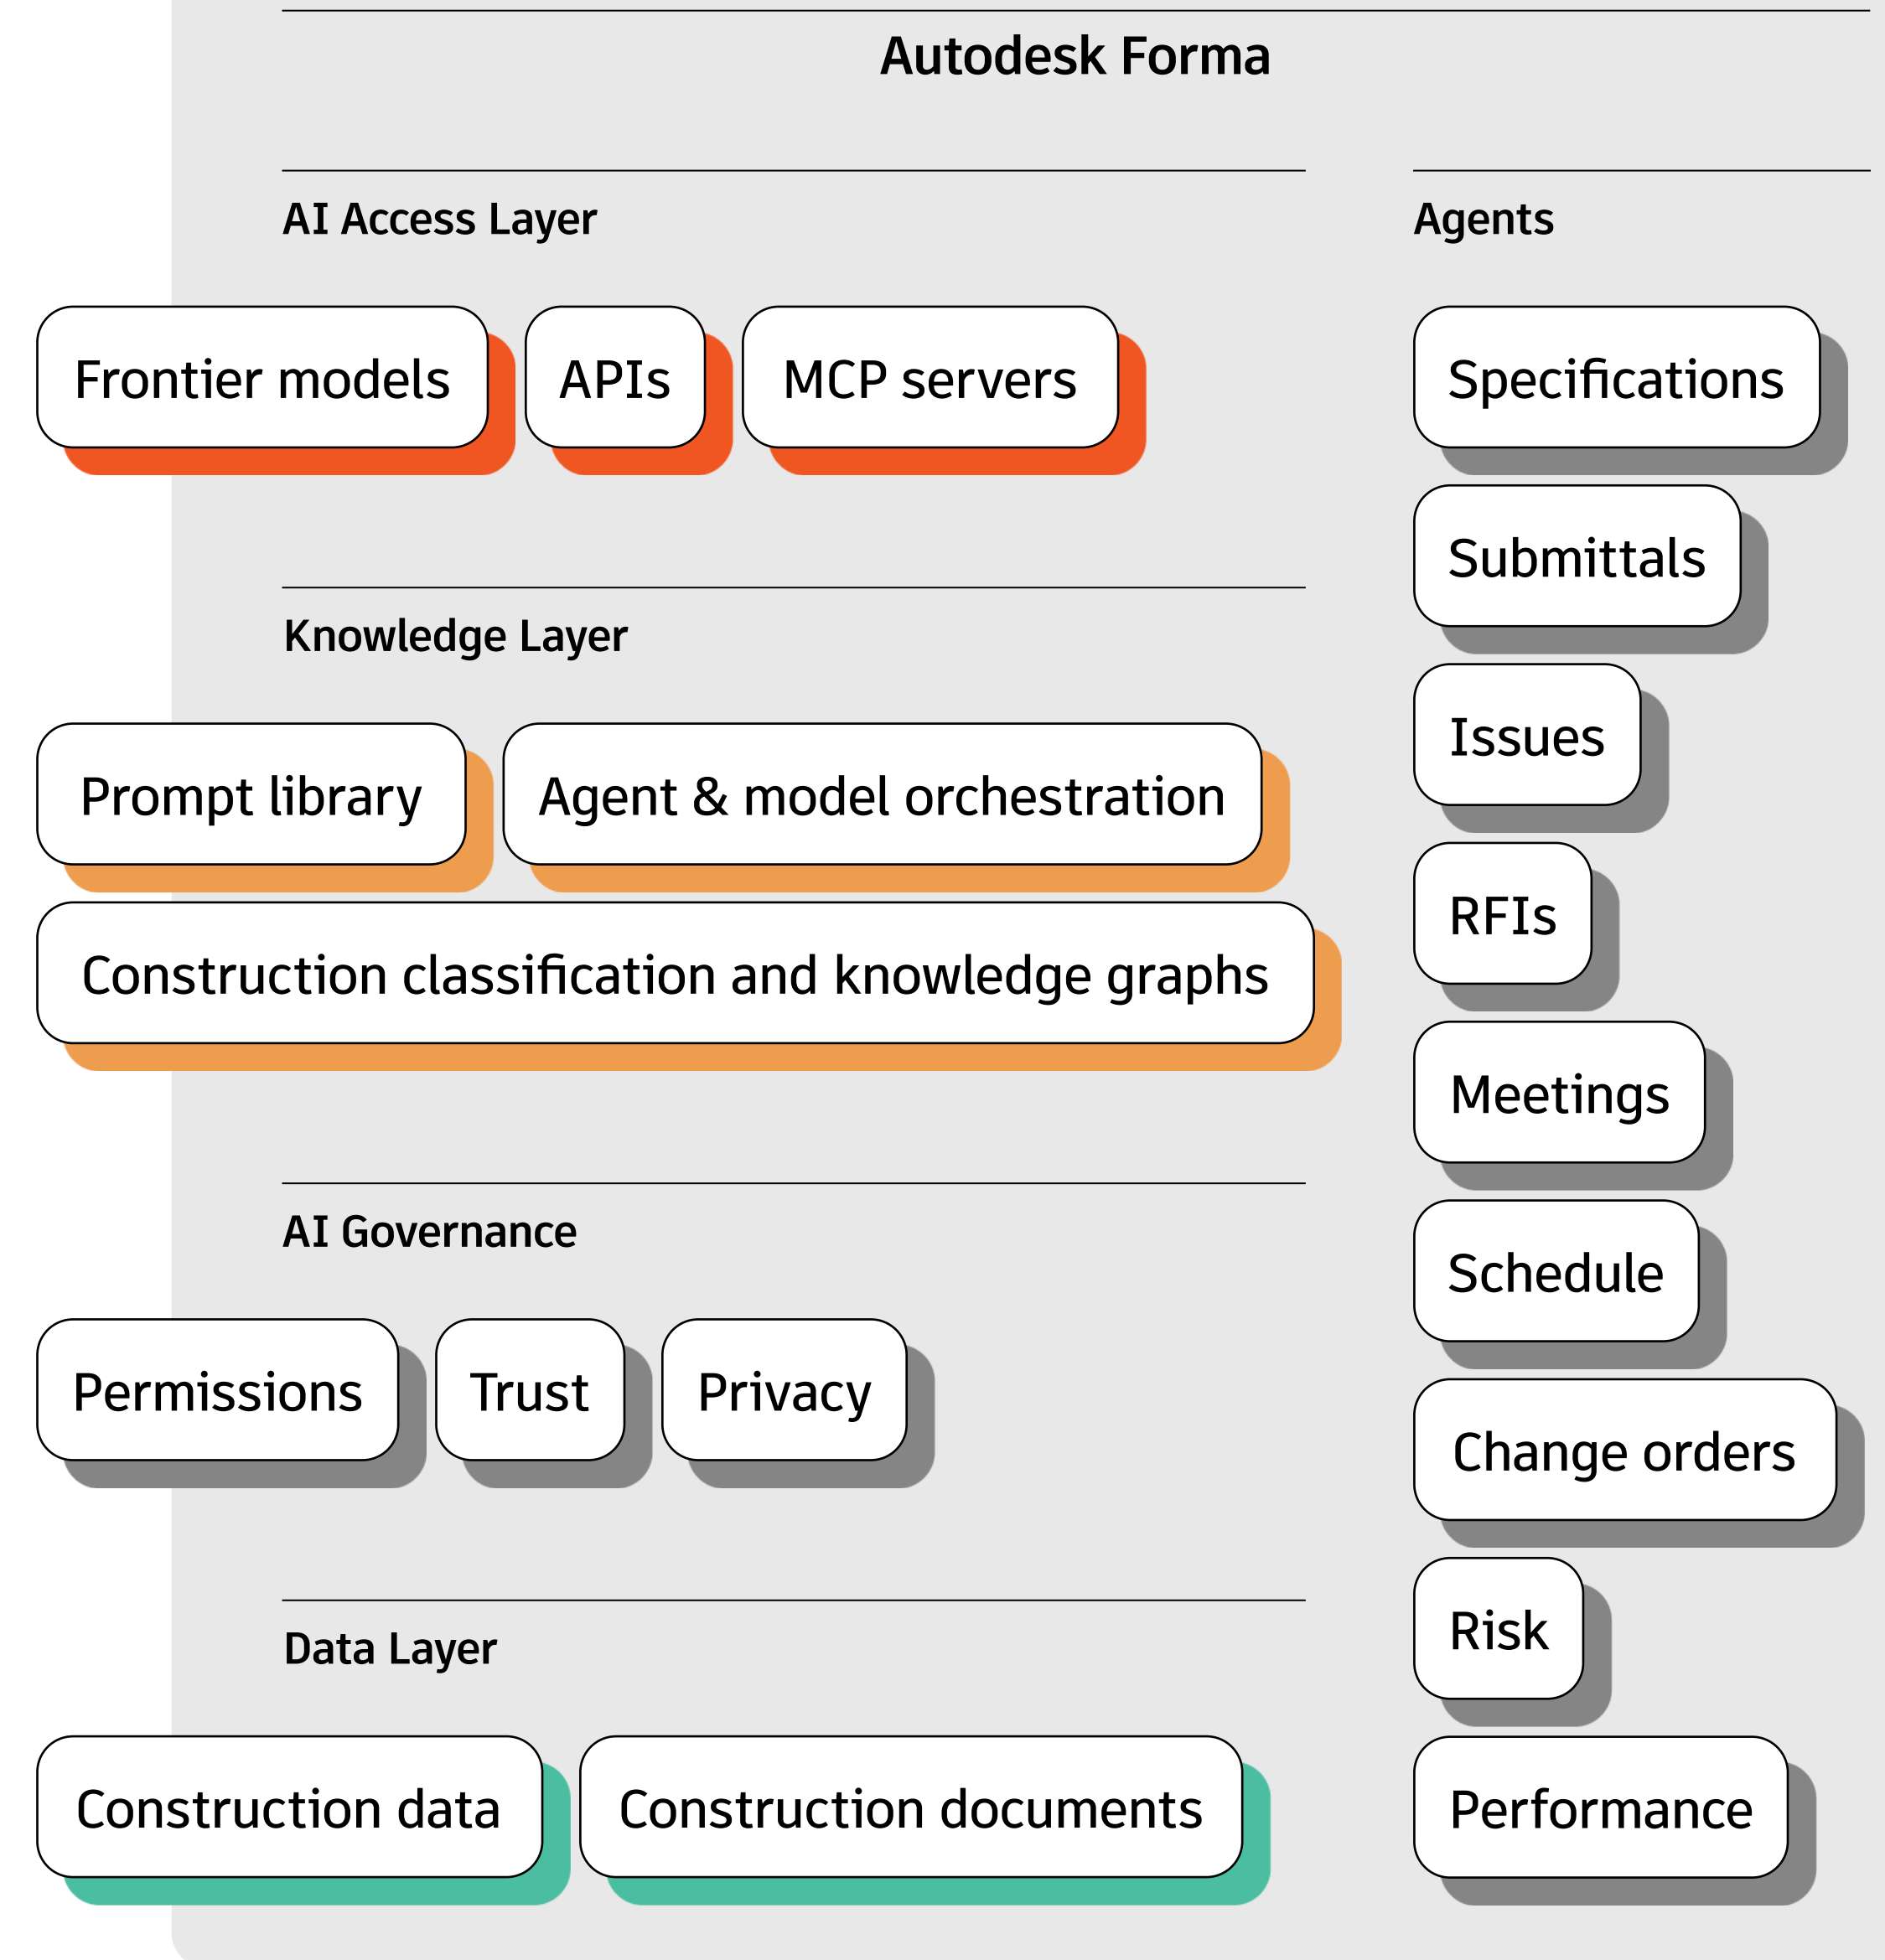 Autodesk Forma
AI Access Layer
Frontier models
APIs
MCP servers
Knowledge Layer
Prompt library
Agent & model orchestration
Construction classification and knowledge graphs
AI Governance
Permissions
Trust
Privacy
Data Layer
Construction data
Construction documents
Agents
Specifications
Submittals
Issues
RFIs
Meetings
Schedule
Change orders
Risk
Performance